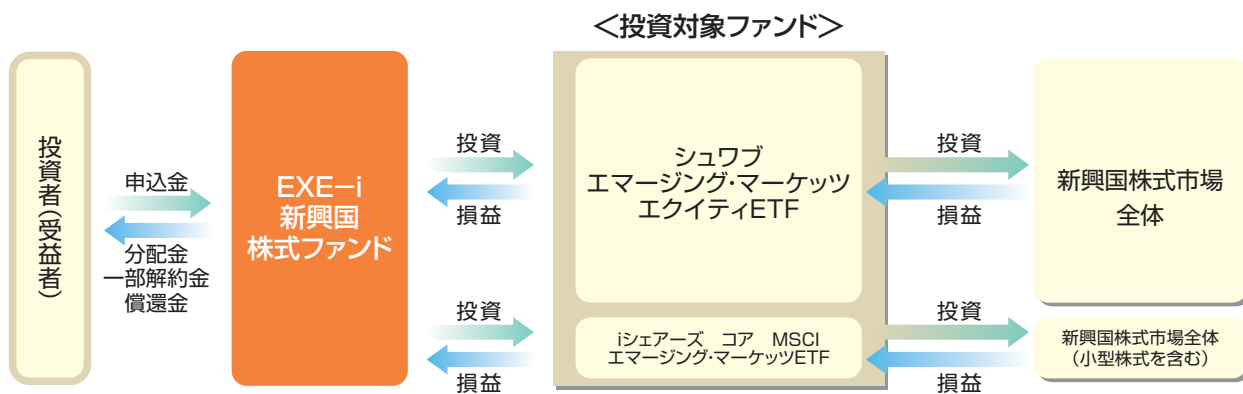 ＜投資対象ファンド＞
投資者(受益者)
申込金
分配金
一部解約金
償還金
EXE－i
新興国
株式ファンド
投資
損益
投資
損益
シュワブ
エマージング・マーケッツ
エクイティETF
iシェアーズ　コア　MSCI
エマージング・マーケッツETF
投資
損益
投資
損益
新興国株式市場
全体
新興国株式市場全体
(小型株式を含む)